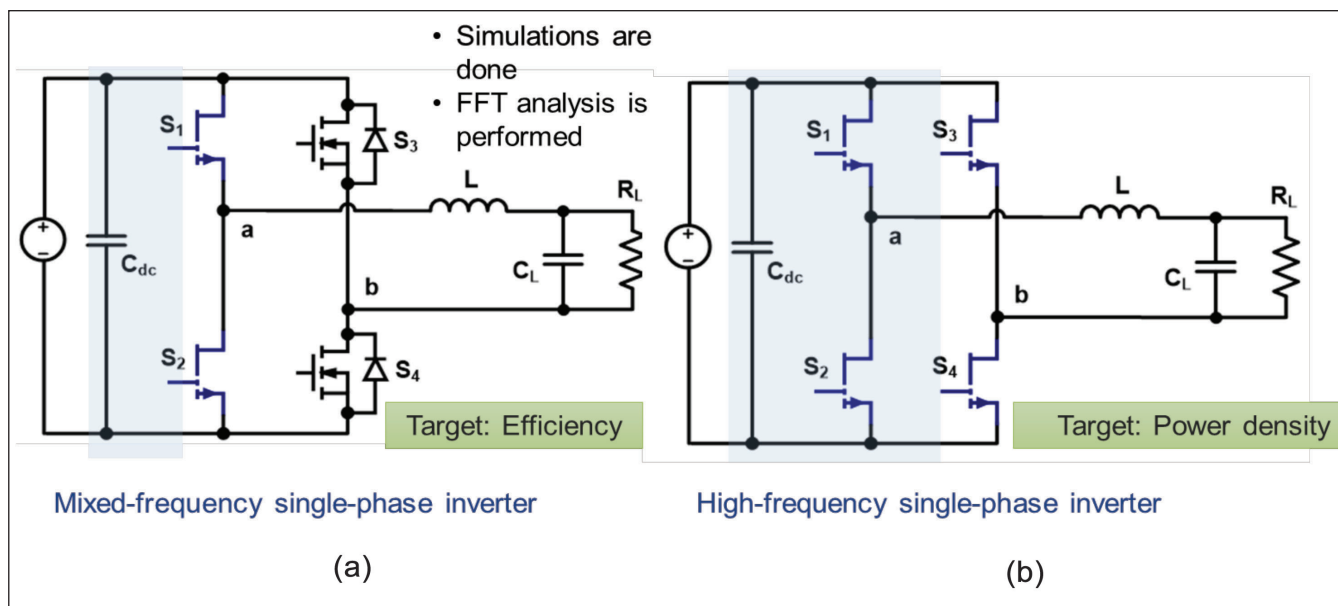 • Simulations are
done
• FFT analysis is
performed
S1
S3
+
−
Cdc
L
RL
a
CL
b
S2
S4
Target: Efficiency
Mixed-frequency single-phase inverter
(a)
S1
S3
+
−
Cdc
L
RL
a
CL
b
S2
S4
Target: Power density
High-frequency single-phase inverter
(b)